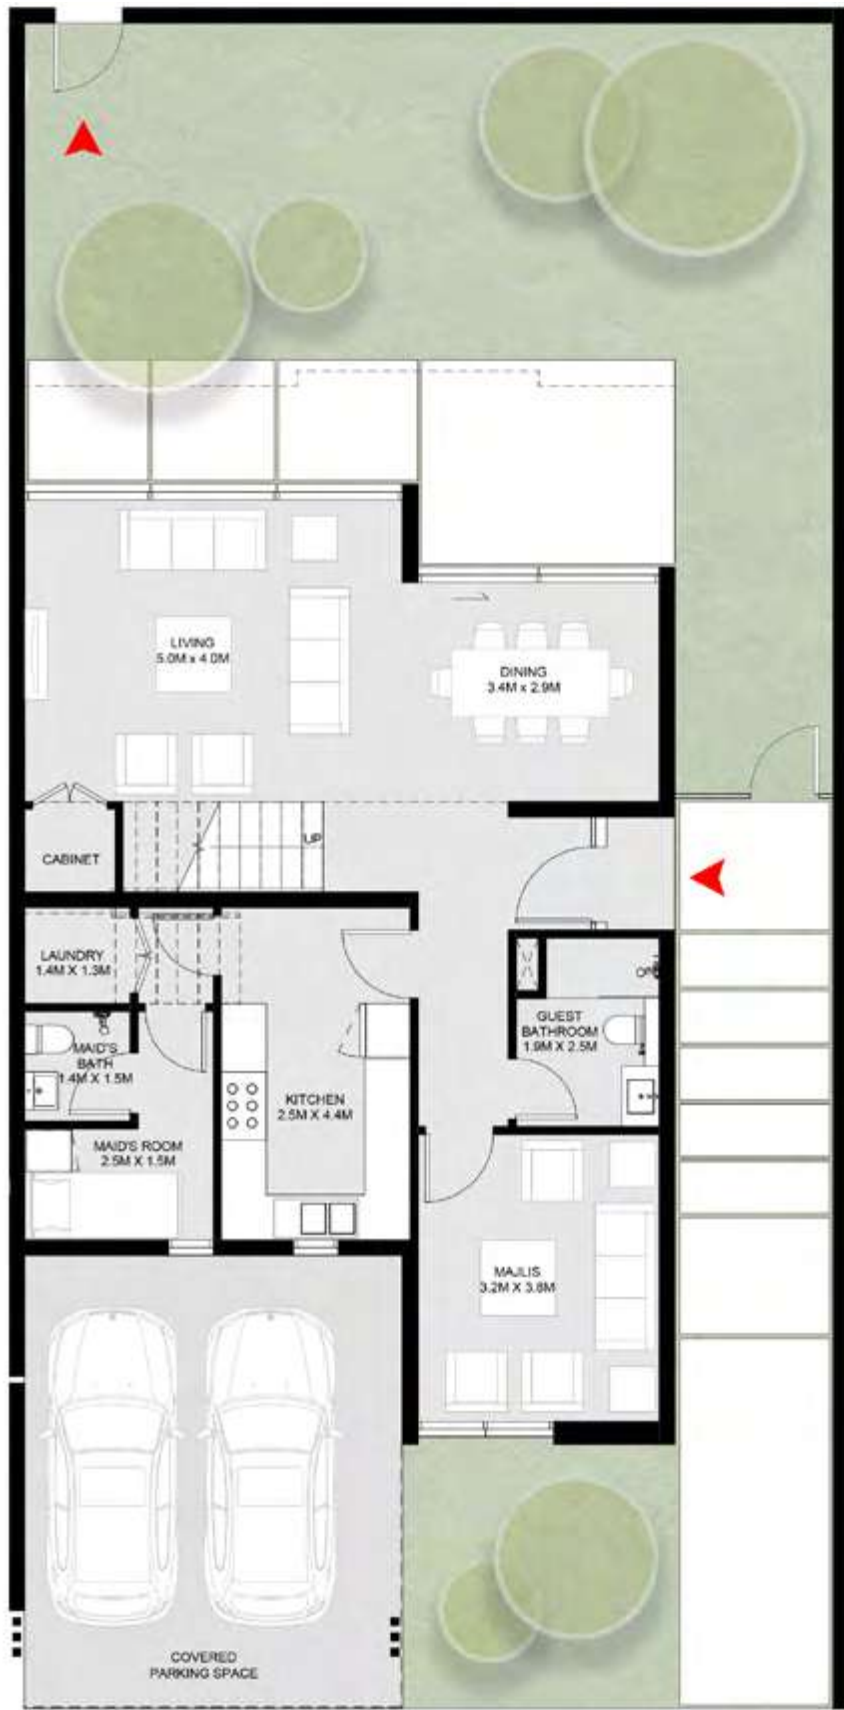 LIVING
5.0M x 4.0M
DINING
3.4M x 2.9M
CABINET
UP
LAUNDRY
1.4M X 1.3M
GUEST
BATHROOM
1.9M X 2.5M
MAID'S
BATH
1.4M X 1.5M
KITCHEN
2.5M X 4.4M
MAID'S ROOM
2.5M X 1.5M
MAJLIS
3.2M X 3.8M
COVERED
PARKING SPACE